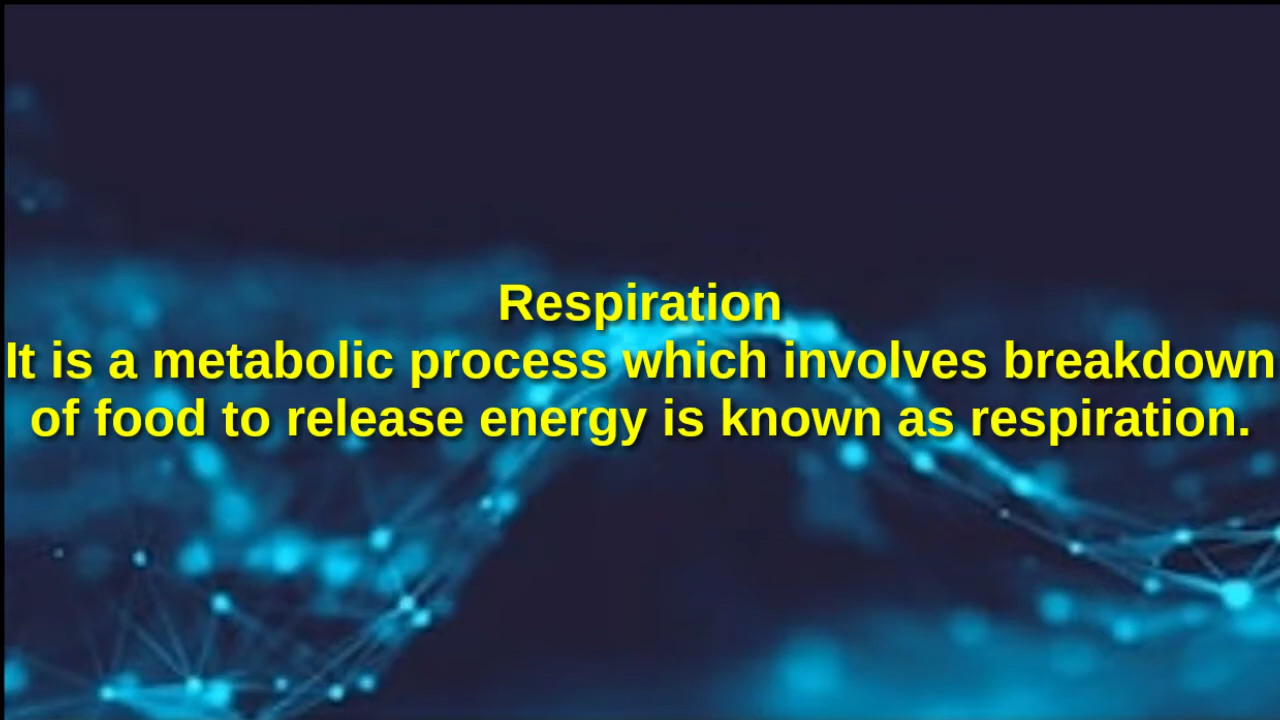 Respiration
It is a metabolic process which involves breakdown
of food to release energy is known as respiration.